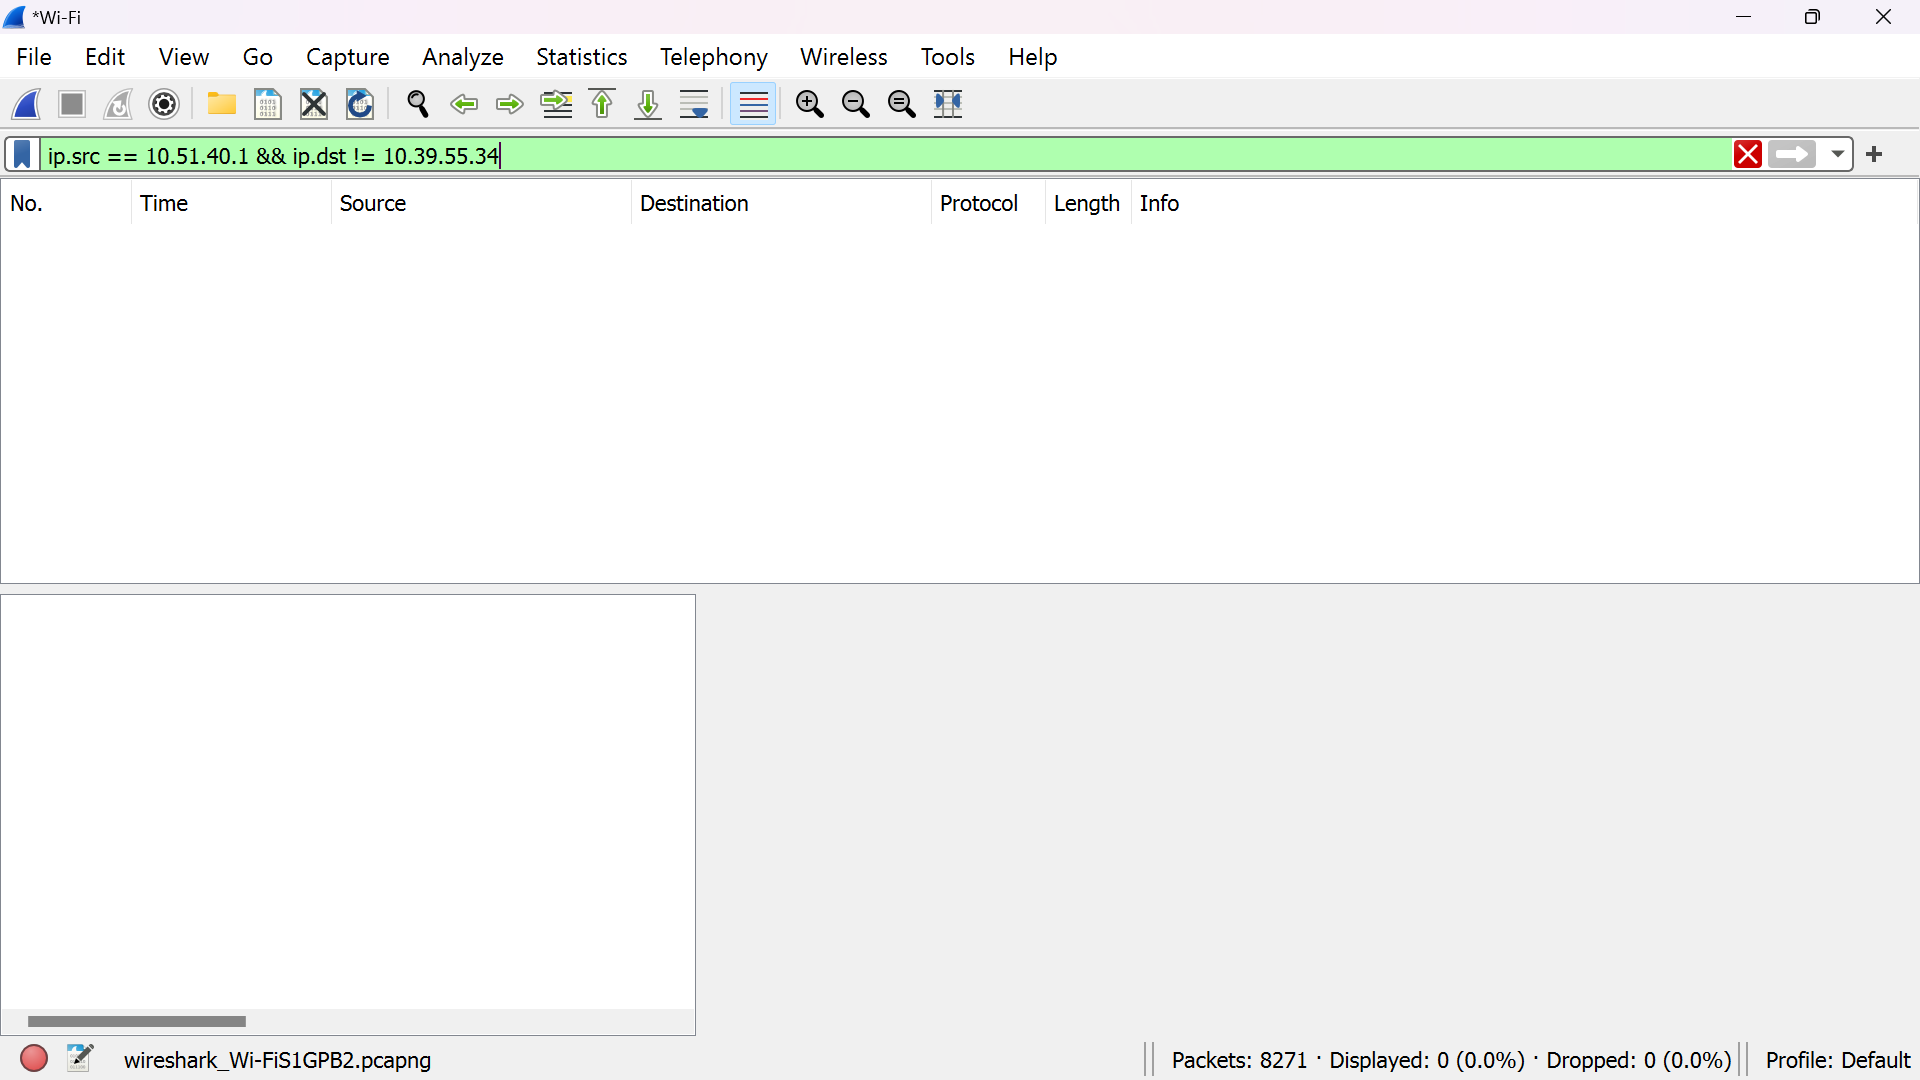 *Wi-Fi
File Edit View Go Capture Analyze Statistics Telephony Wireless Tools Help
ip.src == 10.51.40.1 && ip.dst != 10.39.55.34
No. Time Source Destination Protocol Length Info
wireshark_Wi-FiS1GPB2.pcapng Packets: 8271 · Displayed: 0 (0.0%) · Dropped: 0 (0.0%) Profile: Default